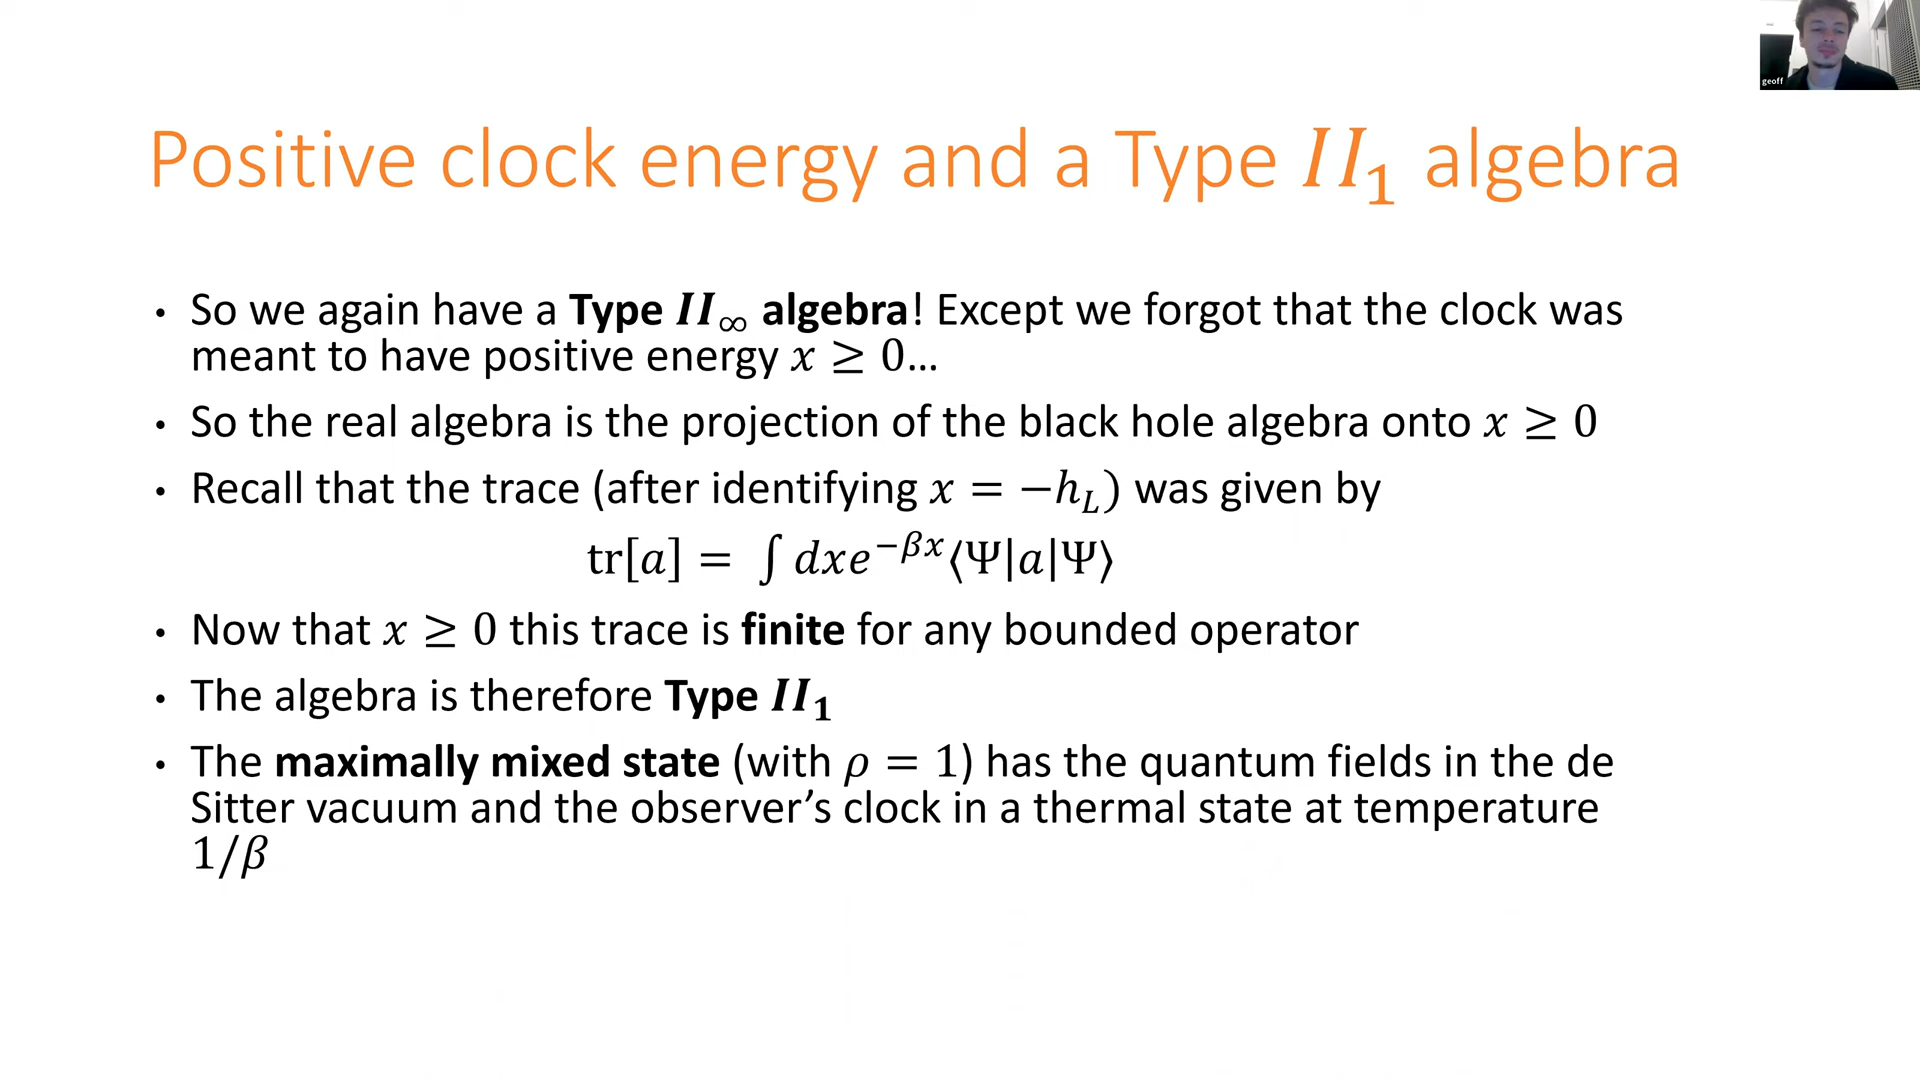 geoff
Positive clock energy and a Type II₁ algebra
• So we again have a Type II∞ algebra! Except we forgot that the clock was
meant to have positive energy x ≥ 0…
• So the real algebra is the projection of the black hole algebra onto x ≥ 0
• Recall that the trace (after identifying x = −h_L) was given by
tr[a] = ∫ dxe^{−βx}⟨Ψ|a|Ψ⟩
• Now that x ≥ 0 this trace is finite for any bounded operator
• The algebra is therefore Type II₁
• The maximally mixed state (with ρ = 1) has the quantum fields in the de
Sitter vacuum and the observer’s clock in a thermal state at temperature
1/β